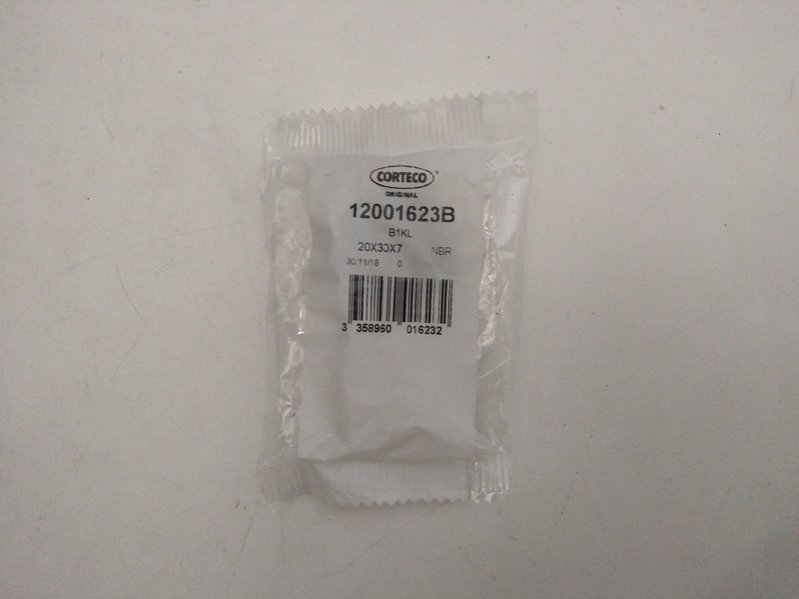 CORTECO
ORIGINAL
12001623B
B1KL
20X30X7 NBR
30/11/18 0
3 358960 016232